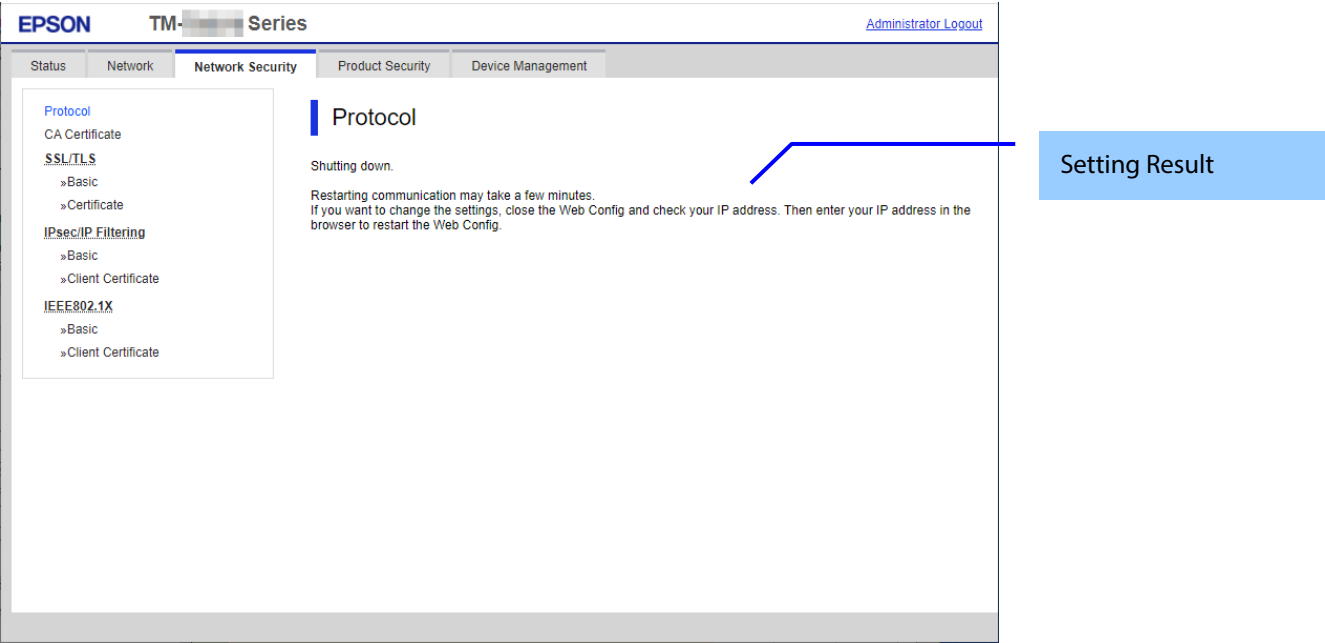 EPSON TM- Series Administrator Logout
Status Network Network Security Product Security Device Management
Protocol
CA Certificate
SSL/TLS
»Basic
»Certificate
IPsec/IP Filtering
»Basic
»Client Certificate
IEEE802.1X
»Basic
»Client Certificate
Protocol
Shutting down.
Restarting communication may take a few minutes.
If you want to change the settings, close the Web Config and check your IP address. Then enter your IP address in the
browser to restart the Web Config.
Setting Result